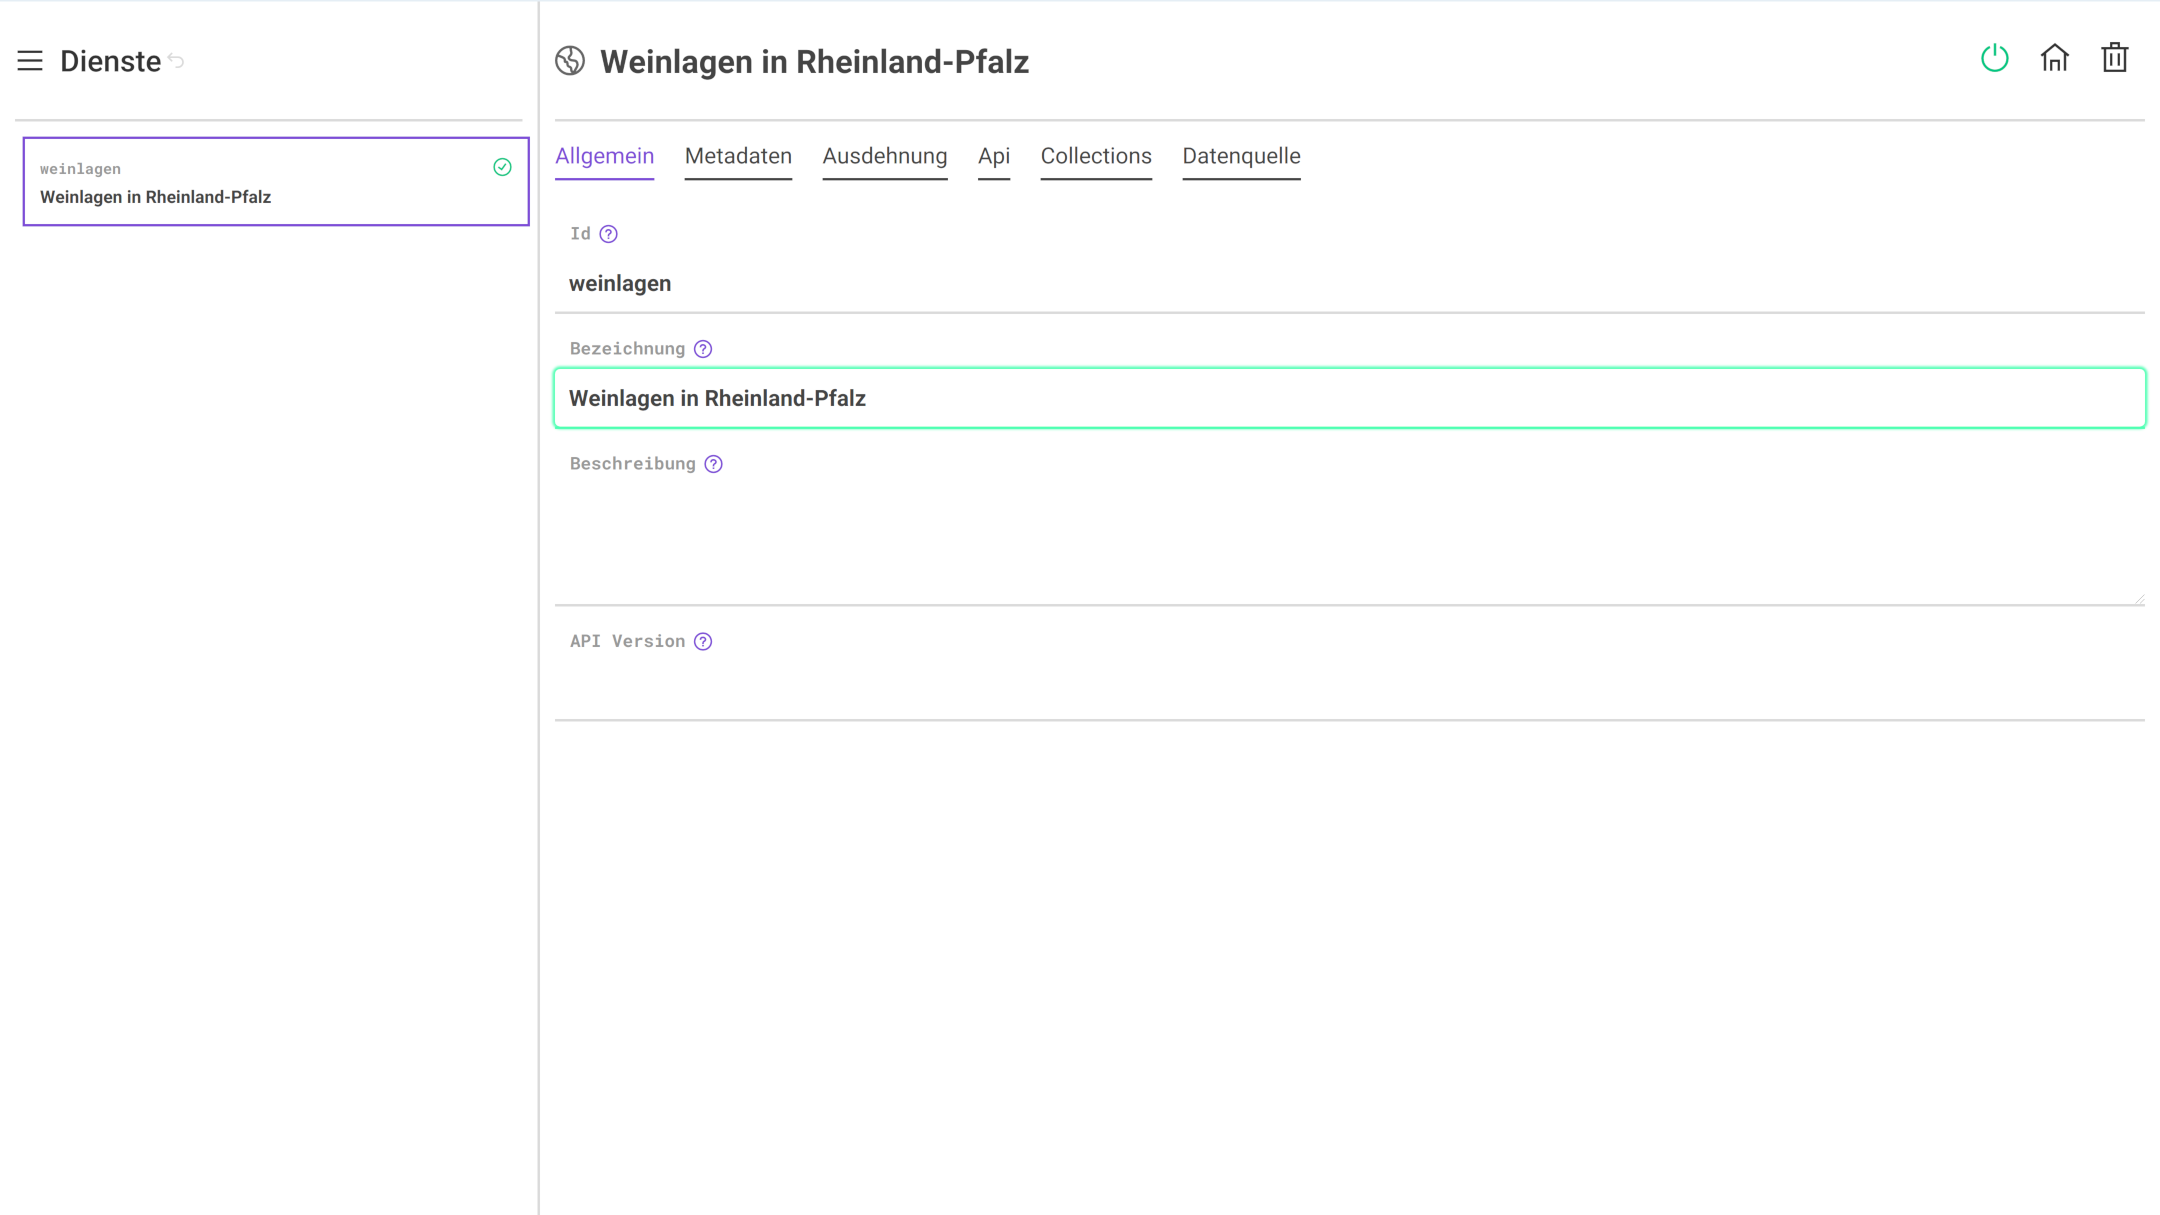 Dienste
weinlagen
Weinlagen in Rheinland-Pfalz
Weinlagen in Rheinland-Pfalz
Allgemein Metadaten Ausdehnung Api Collections Datenquelle
Id ?
weinlagen
Bezeichnung ?
Weinlagen in Rheinland-Pfalz
Beschreibung ?
API Version ?